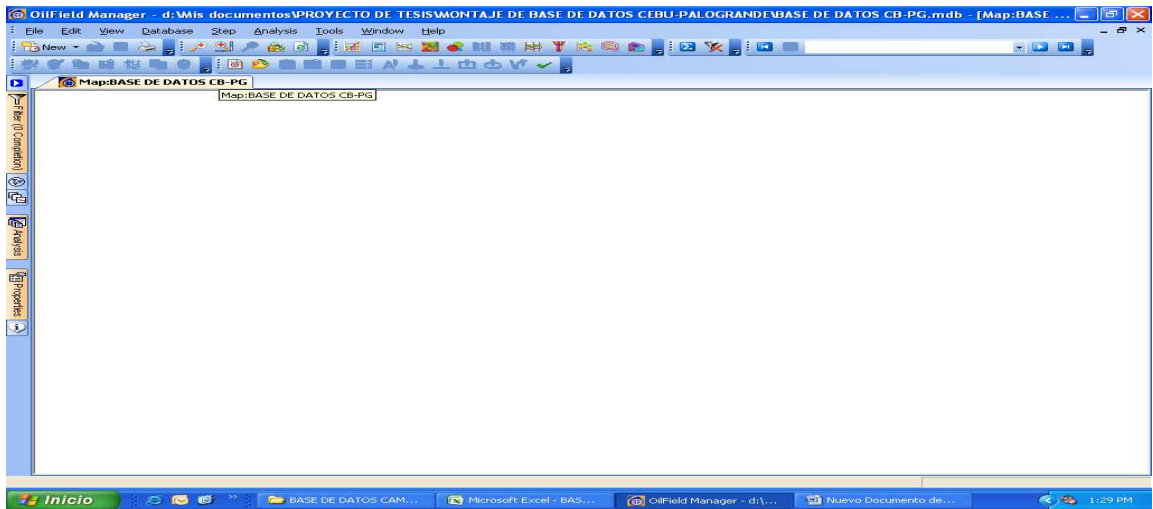 OilField Manager - d:\Mis documentos\PROYECTO DE TESIS\MONTAJE DE BASE DE DATOS CEBU-PALOGRANDE\BASE DE DATOS CB-PG.mdb - [Map:BASE ...
File Edit View Database Step Analysis Tools Window Help
New
Map:BASE DE DATOS CB-PG
Map:BASE DE DATOS CB-PG
Filter (0 Completion)
Analysis
Properties
Inicio
BASE DE DATOS CAM...
Microsoft Excel - BAS...
OilField Manager - d:\...
Nuevo Documento de...
1:29 PM